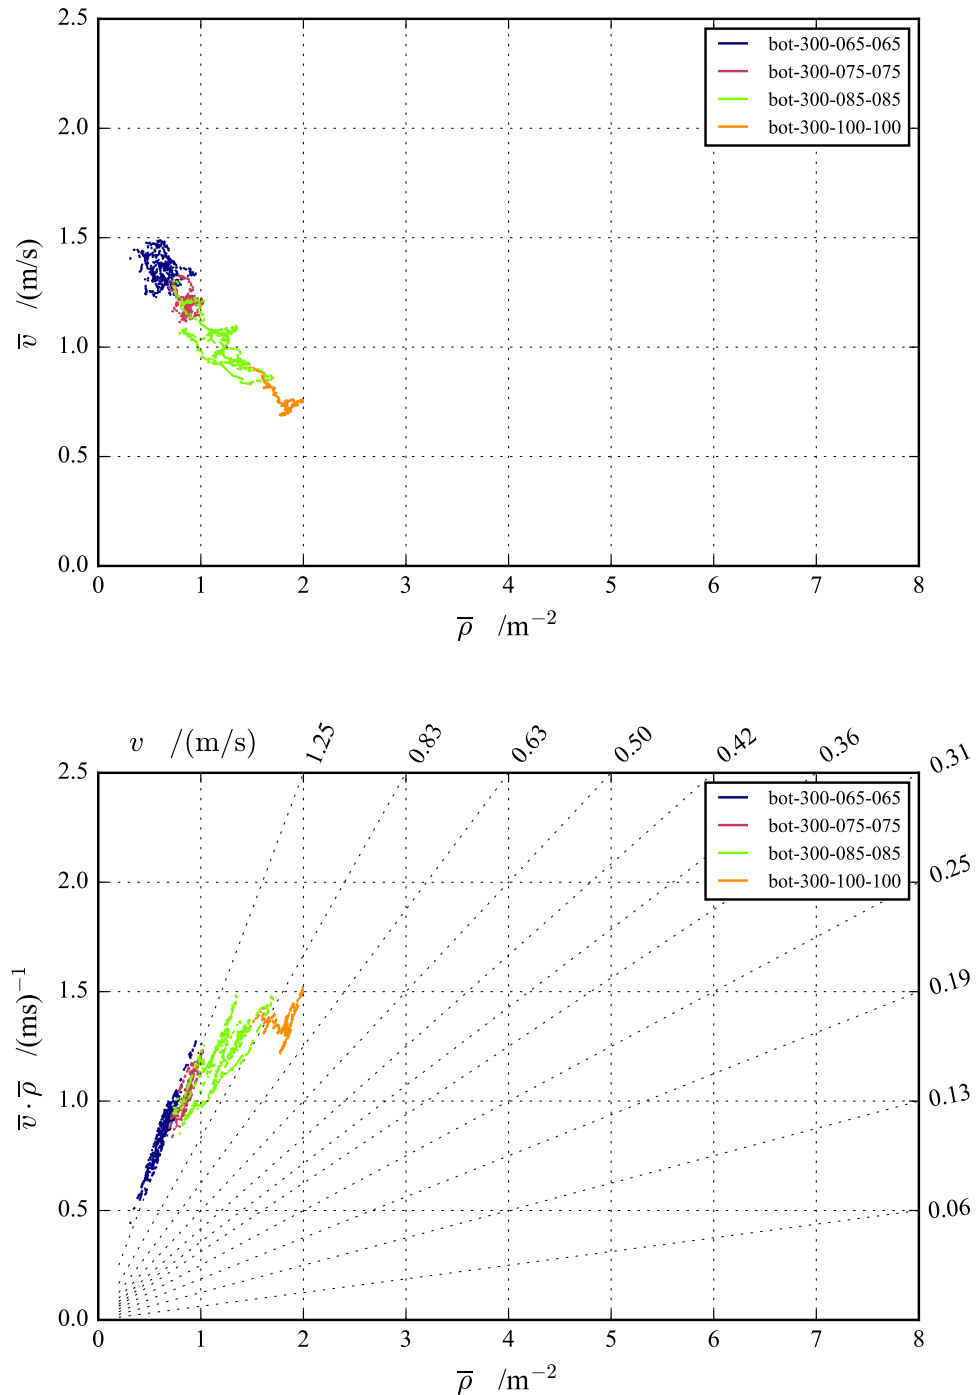 2.5
2.0
1.5
1.0
0.5
0.0
v̅ /(m/s)
bot-300-065-065
bot-300-075-075
bot-300-085-085
bot-300-100-100
0 1 2 3 4 5 6 7 8
ρ̅ /m⁻²
v /(m/s) 1.25 0.83 0.63 0.50 0.42 0.36 0.31
2.5
2.0
1.5
1.0
0.5
0.0
v̅ · ρ̅ /(ms)⁻¹
bot-300-065-065
bot-300-075-075
bot-300-085-085
bot-300-100-100
0.25
0.19
0.13
0.06
0 1 2 3 4 5 6 7 8
ρ̅ /m⁻²